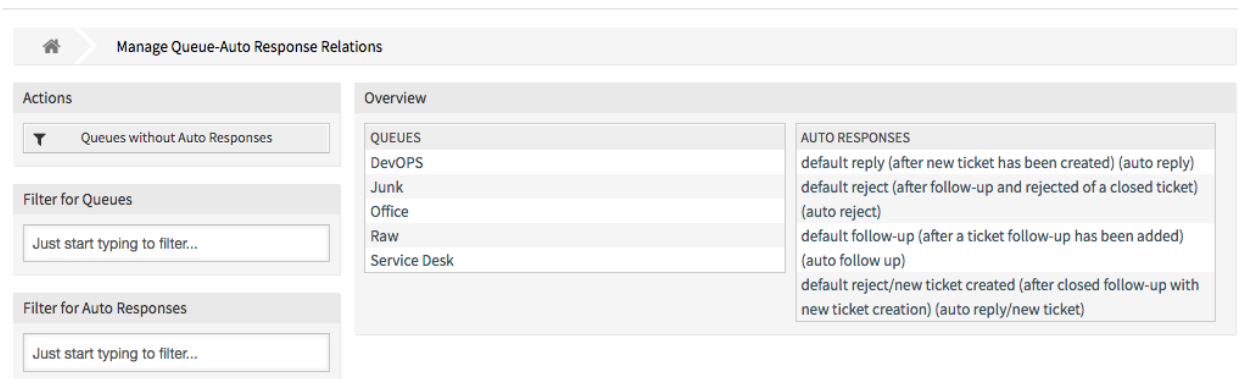 Manage Queue-Auto Response Relations
Actions
Queues without Auto Responses
Filter for Queues
Just start typing to filter...
Filter for Auto Responses
Just start typing to filter...
Overview
QUEUES
DevOPS
Junk
Office
Raw
Service Desk
AUTO RESPONSES
default reply (after new ticket has been created) (auto reply)
default reject (after follow-up and rejected of a closed ticket)
(auto reject)
default follow-up (after a ticket follow-up has been added)
(auto follow up)
default reject/new ticket created (after closed follow-up with
new ticket creation) (auto reply/new ticket)